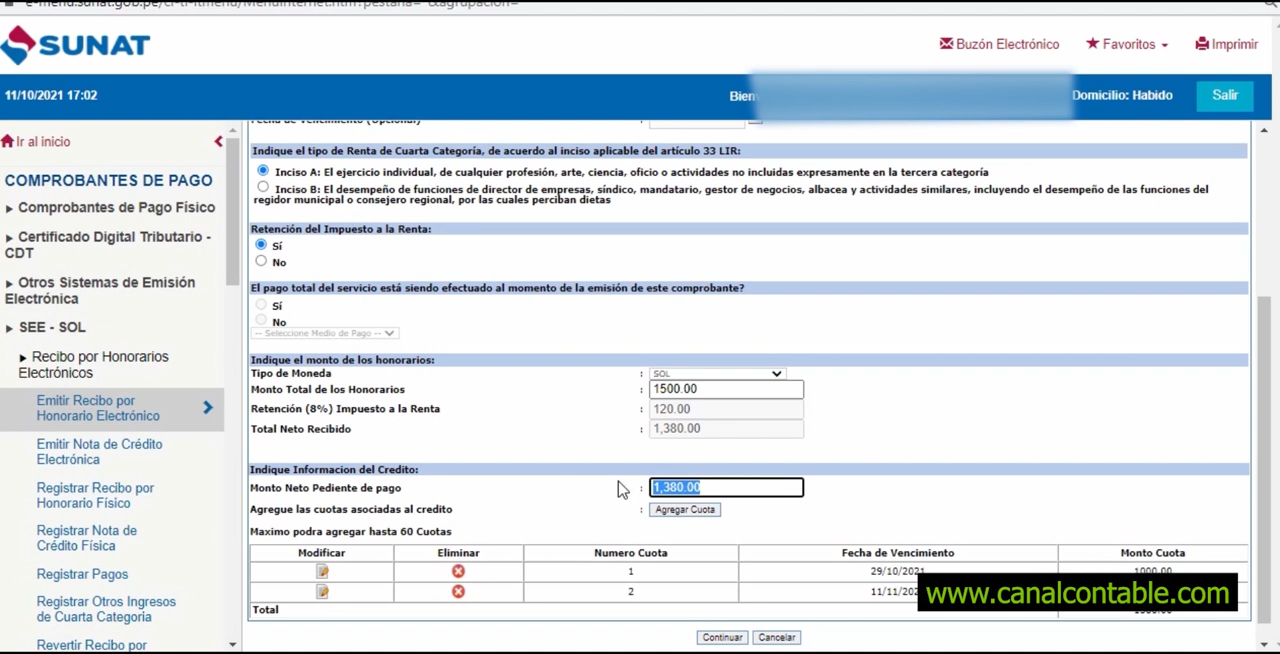 SUNAT
Buzón Electrónico
Favoritos
Imprimir
11/10/2021 17:02
Domicilio: Habido
Salir
Ir al inicio
COMPROBANTES DE PAGO
Comprobantes de Pago Físico
Certificado Digital Tributario -
CDT
Otros Sistemas de Emisión
Electrónica
SEE - SOL
Recibo por Honorarios
Electrónicos
Emitir Recibo por
Honorario Electrónico
Emitir Nota de Crédito
Electrónica
Registrar Recibo por
Honorario Físico
Registrar Nota de
Crédito Física
Registrar Pagos
Registrar Otros Ingresos
de Cuarta Categoria
Revertir Recibo por
Indique el tipo de Renta de Cuarta Categoría, de acuerdo al inciso aplicable del artículo 33 LIR:
Inciso A: El ejercicio individual, de cualquier profesión, arte, ciencia, oficio o actividades no incluidas expresamente en la tercera categoría
Inciso B: El desempeño de funciones de director de empresas, síndico, mandatario, gestor de negocios, albacea y actividades similares, incluyendo el desempeño de las funciones del
regidor municipal o consejero regional, por las cuales perciban dietas
Retención del Impuesto a la Renta:
Sí
No
El pago total del servicio está siendo efectuado al momento de la emisión de este comprobante?
Sí
No
-- Seleccione Medio de Pago --
Indique el monto de los honorarios:
Tipo de Moneda : SOL
Monto Total de los Honorarios : 1500.00
Retención (8%) Impuesto a la Renta : 120.00
Total Neto Recibido : 1,380.00
Indique Informacion del Credito:
Monto Neto Pediente de pago : 1,380.00
Agregue las cuotas asociadas al credito : Agregar Cuota
Maximo podra agregar hasta 60 Cuotas
Modificar Eliminar Numero Cuota Fecha de Vencimiento Monto Cuota
1 29/10/2021 1000.00
2 11/11/202
Total
www.canalcontable.com
Continuar Cancelar